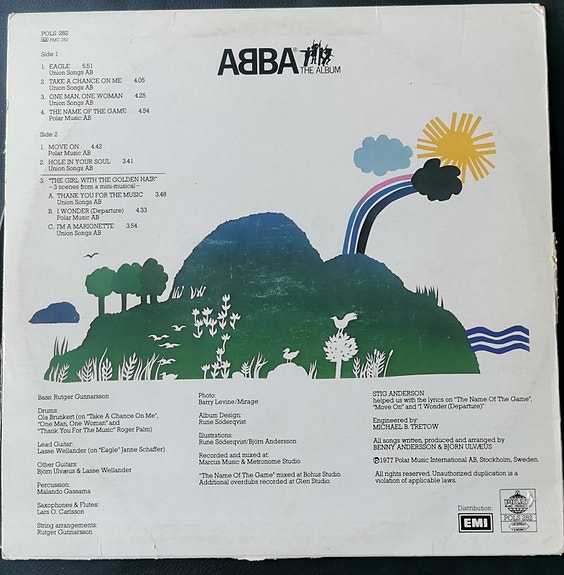 POLS 282
PMC 282
ABBA®
THE ALBUM
Side 1
1. EAGLE 5.51
Union Songs AB
2. TAKE A CHANCE ON ME 4.05
Union Songs AB
3. ONE MAN, ONE WOMAN 4.25
Union Songs AB
4. THE NAME OF THE GAME 4.54
Polar Music AB
Side 2
1. MOVE ON 4.42
Polar Music AB
2. HOLE IN YOUR SOUL 3.41
Union Songs AB
3. "THE GIRL WITH THE GOLDEN HAIR"
– 3 scenes from a mini-musical –
A. THANK YOU FOR THE MUSIC 3.48
Union Songs AB
B. I WONDER (Departure) 4.33
Polar Music AB
C. I'M A MARIONETTE 3.54
Union Songs AB
Bass: Rutger Gunnarsson
Drums:
Ola Brunkert (on "Take A Chance On Me",
"One Man, One Woman" and
"Thank You For The Music" Roger Palm)
Lead Guitar:
Lasse Wellander (on "Eagle" Janne Schaffer)
Other Guitars:
Björn Ulvæus & Lasse Wellander
Percussion:
Malando Gassama
Saxophones & Flutes:
Lars O. Carlsson
String arrangements:
Rutger Gunnarsson
Photo:
Barry Levine/Mirage
Album Design:
Rune Söderqvist
Illustrations:
Rune Söderqvist/Björn Andersson
Recorded and mixed at:
Marcus Music & Metronome Studio
"The Name Of The Game" mixed at Bohus Studio.
Additional overdubs recorded at Glen Studio.
STIG ANDERSON
helped us with the lyrics on "The Name Of The Game",
"Move On" and "I Wonder (Departure)"
Engineered by:
MICHAEL B. TRETOW
All songs written, produced and arranged by
BENNY ANDERSSON & BJÖRN ULVÆUS
Ⓟ 1977 Polar Music International AB, Stockholm, Sweden.
All rights reserved. Unauthorized duplication is a
violation of applicable laws.
Distribution:
EMI
POLAR
POLS 282